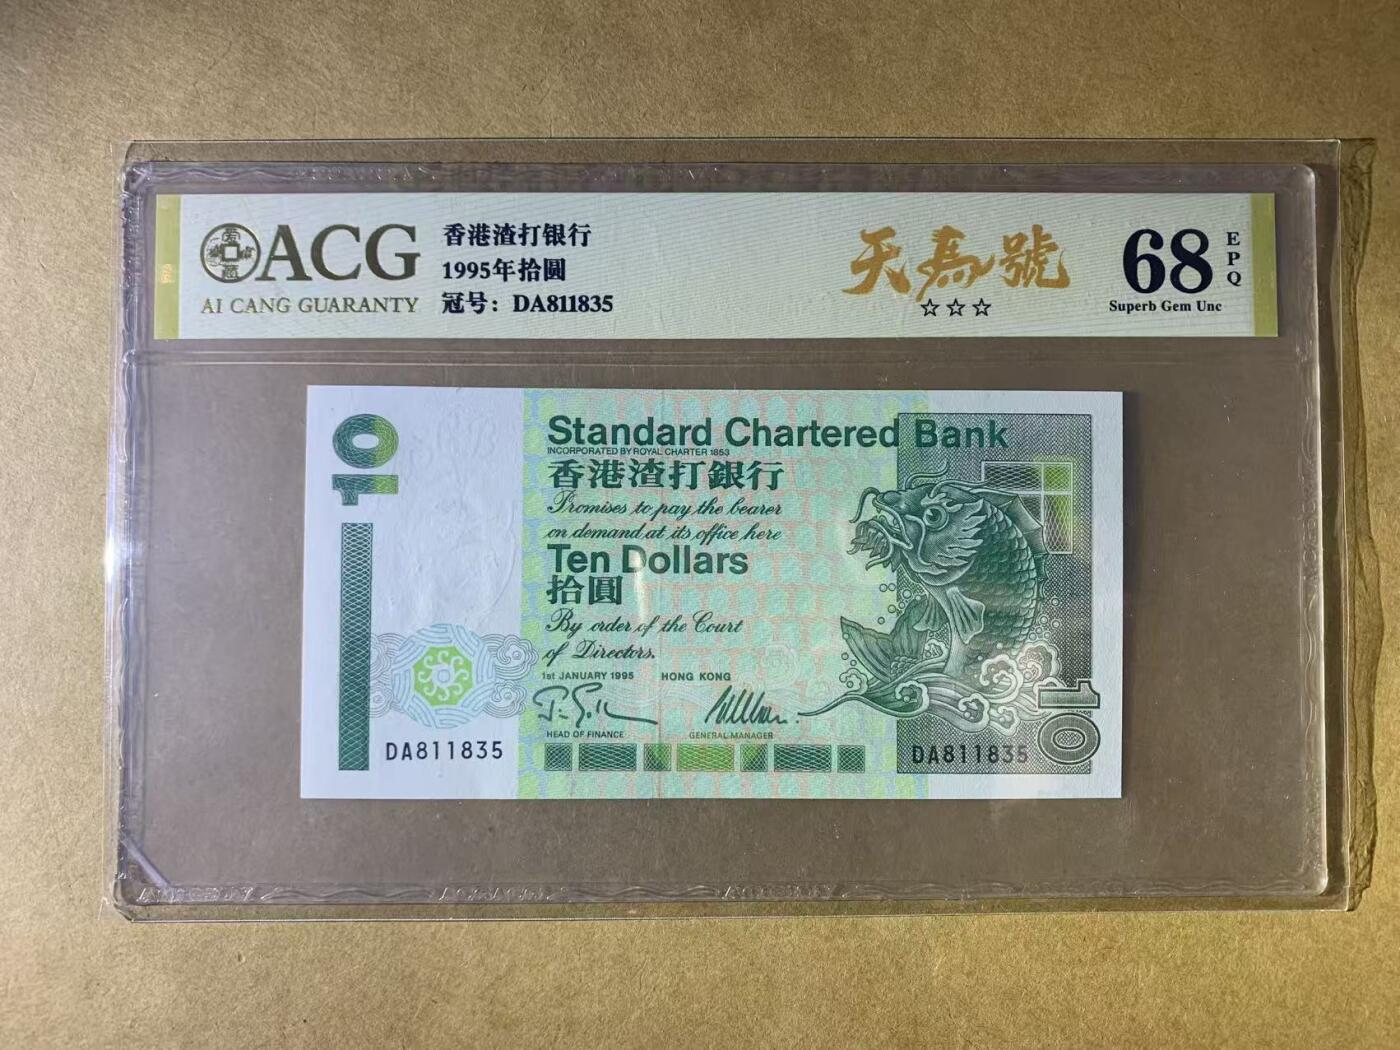 ACG
AI CANG GUARANTY
香港渣打银行
1995年拾圆
冠号：DA811835
天馬號
☆☆☆
68
EPQ
Superb Gem Unc
10
Standard Chartered Bank
INCORPORATED BY ROYAL CHARTER 1853
香港渣打銀行
Promises to pay the bearer
on demand at its office here
Ten Dollars
拾圓
By order of the Court
of Directors.
1st JANUARY 1995 HONG KONG
HEAD OF FINANCE GENERAL MANAGER
DA811835
DA811835
10